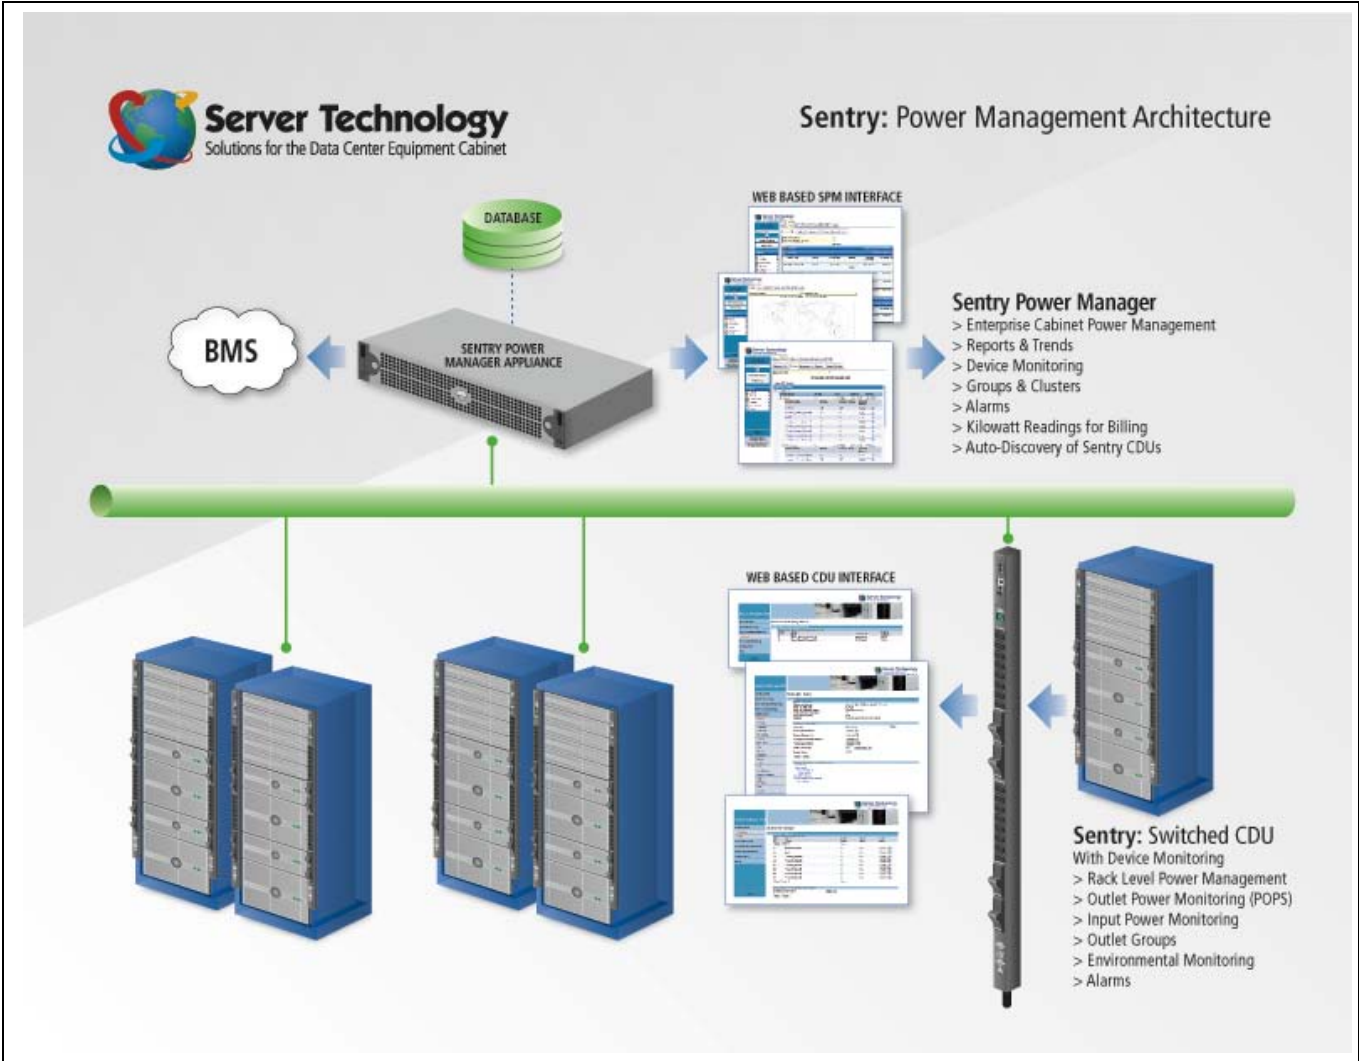 Server Technology
Solutions for the Data Center Equipment Cabinet
Sentry: Power Management Architecture
DATABASE
WEB BASED SPM INTERFACE
BMS
SENTRY POWER
MANAGER APPLIANCE
Sentry Power Manager
> Enterprise Cabinet Power Management
> Reports & Trends
> Device Monitoring
> Groups & Clusters
> Alarms
> Kilowatt Readings for Billing
> Auto-Discovery of Sentry CDUs
WEB BASED CDU INTERFACE
Sentry: Switched CDU
With Device Monitoring
> Rack Level Power Management
> Outlet Power Monitoring (POPS)
> Input Power Monitoring
> Outlet Groups
> Environmental Monitoring
> Alarms